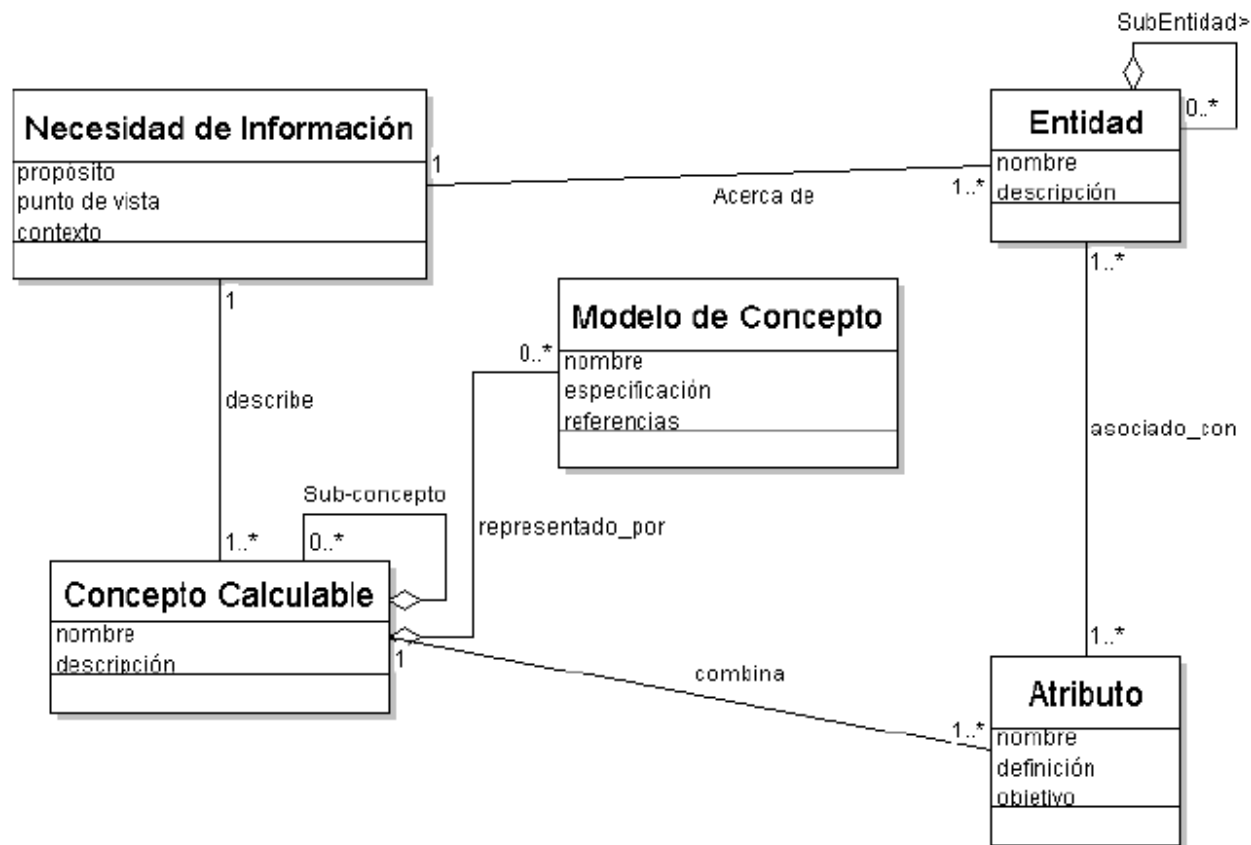 SubEntidad>
0..*
Necesidad de Información
propósito
punto de vista
contexto
1
Acerca de
1..*
Entidad
nombre
descripción
1..*
1
Modelo de Concepto
nombre
especificación
referencias
0..*
describe
asociado_con
Sub-concepto
representado_por
1..*
0..*
1..*
Concepto Calculable
nombre
descripción
1
combina
1..*
Atributo
nombre
definición
objetivo